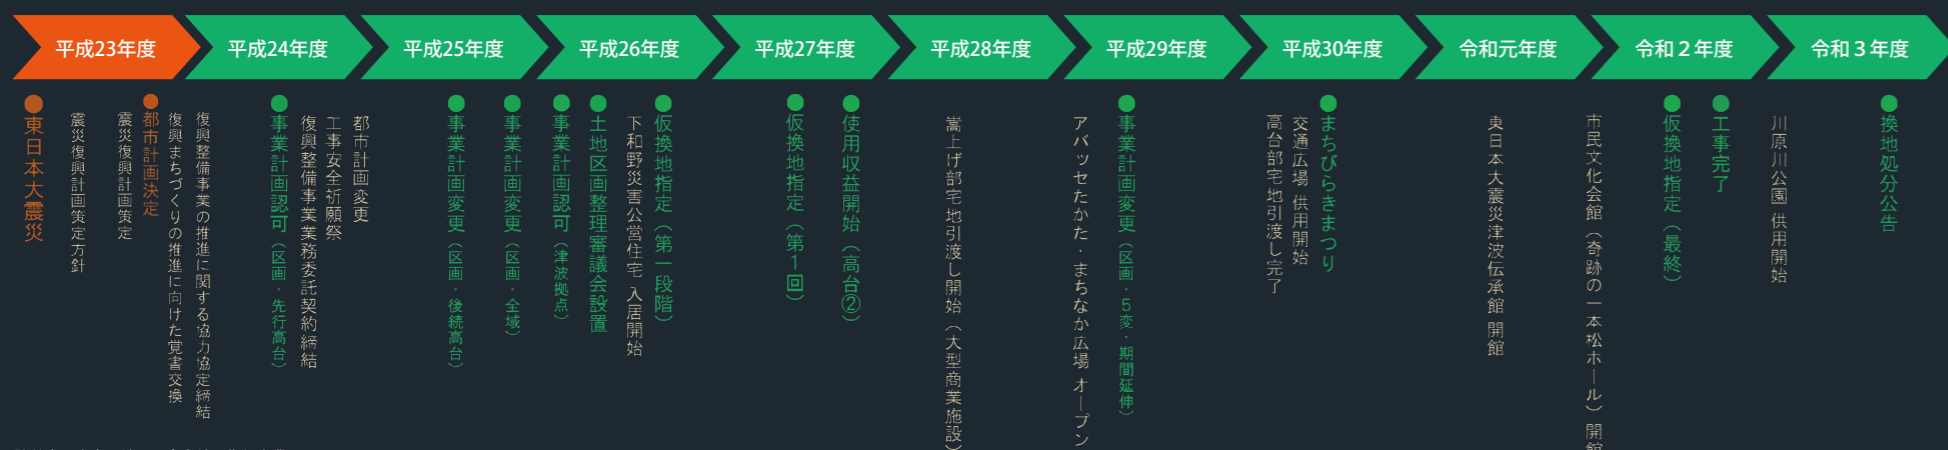 平成23年度
平成24年度
平成25年度
平成26年度
平成27年度
平成28年度
平成29年度
平成30年度
令和元年度
令和２年度
令和３年度
東日本大震災
震災復興計画策定方針
震災復興計画策定
都市計画決定
復興まちづくりの推進に向けた覚書交換
復興整備事業の推進に関する協力協定締結
事業計画認可（区画・先行高台）
復興整備事業業務委託契約締結
工事安全祈願祭
都市計画変更
事業計画変更（区画・後続高台）
事業計画変更（区画・全域）
事業計画認可（津波拠点）
土地区画整理審議会設置
下和野災害公営住宅 入居開始
仮換地指定（第一段階）
仮換地指定（第１回）
使用収益開始（高台②）
嵩上げ部宅地引渡し開始（大型商業施設）
アバッセたかた・まちなか広場 オープン
事業計画変更（区画・５変・期間延伸）
高台部宅地引渡し完了
交通広場 供用開始
まちびらきまつり
東日本大震災津波伝承館 開館
市民文化会館（奇跡の一本松ホール）開館
仮換地指定（最終）
工事完了
川原川公園 供用開始
換地処分公告